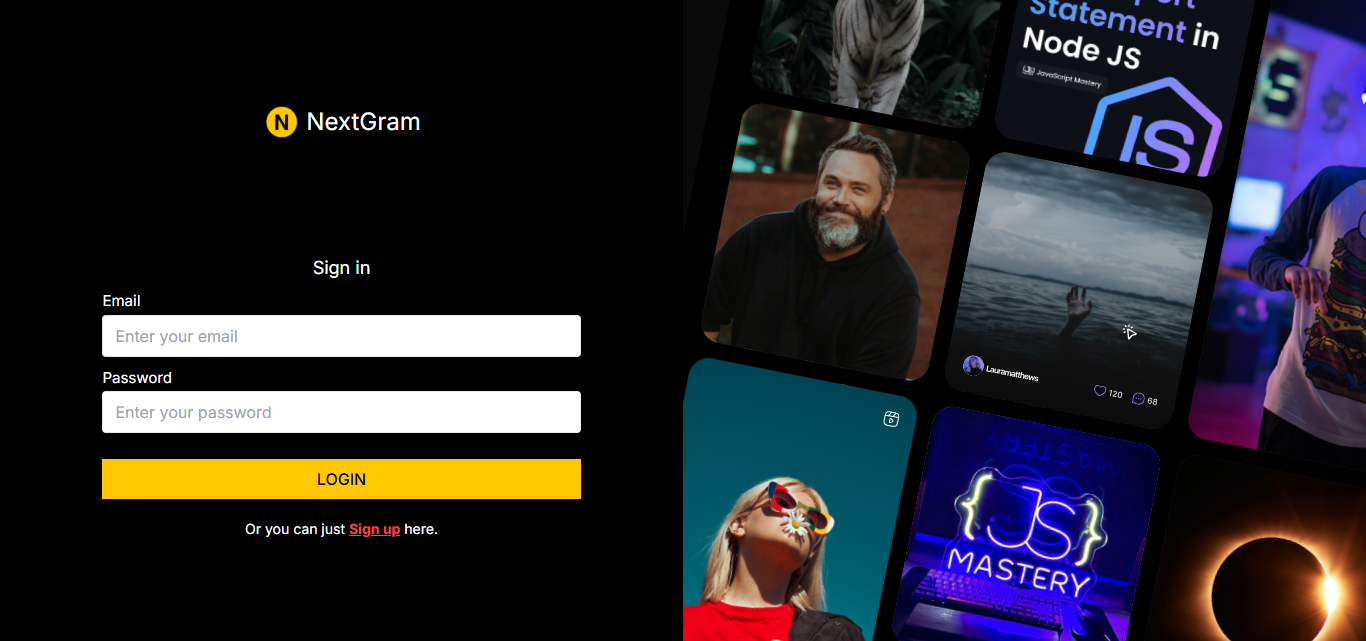 N NextGram
Sign in
Email
Enter your email
Password
Enter your password
LOGIN
Or you can just Sign up here.
Statement in
Node JS
JavaScript Mastery
JS
Lauramatthews
120 68
MASTERY
{JS}
MASTERY